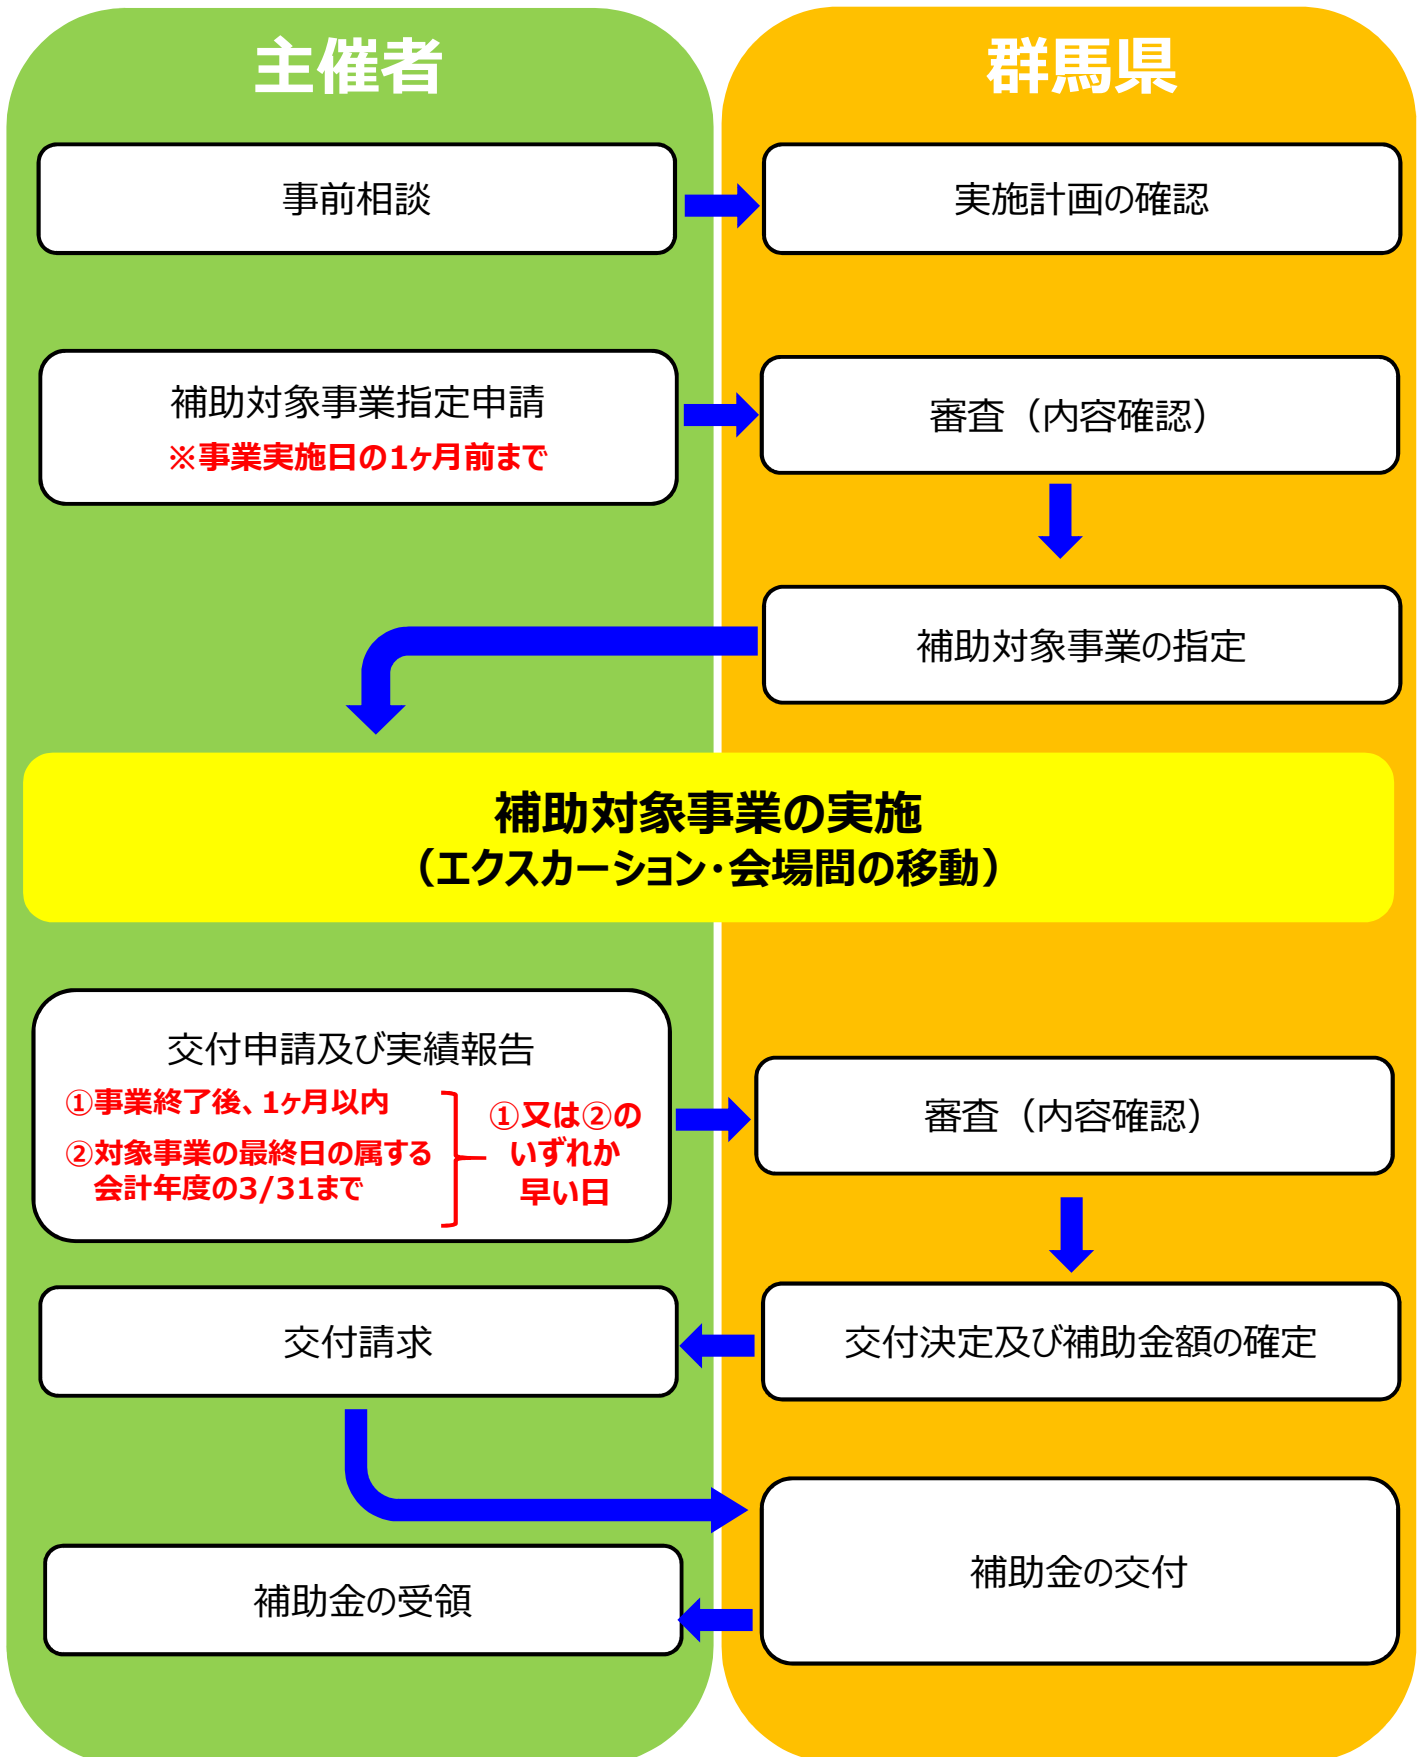 主催者
群馬県
事前相談
実施計画の確認
補助対象事業指定申請
※事業実施日の1ヶ月前まで
審査（内容確認）
補助対象事業の指定
補助対象事業の実施
（エクスカーション・会場間の移動）
交付申請及び実績報告
①事業終了後、1ヶ月以内
②対象事業の最終日の属する
会計年度の3/31まで
①又は②の
いずれか
早い日
審査（内容確認）
交付決定及び補助金額の確定
交付請求
補助金の交付
補助金の受領